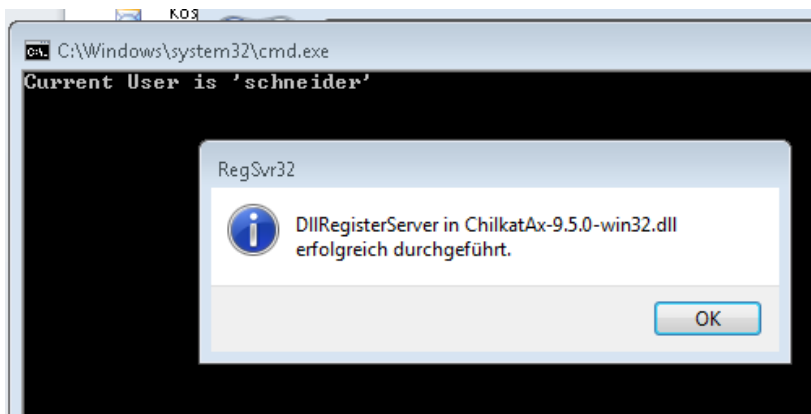 C:\Windows\system32\cmd.exe
Current User is 'schneider'
RegSvr32
DllRegisterServer in ChilkatAx-9.5.0-win32.dll
erfolgreich durchgeführt.
OK